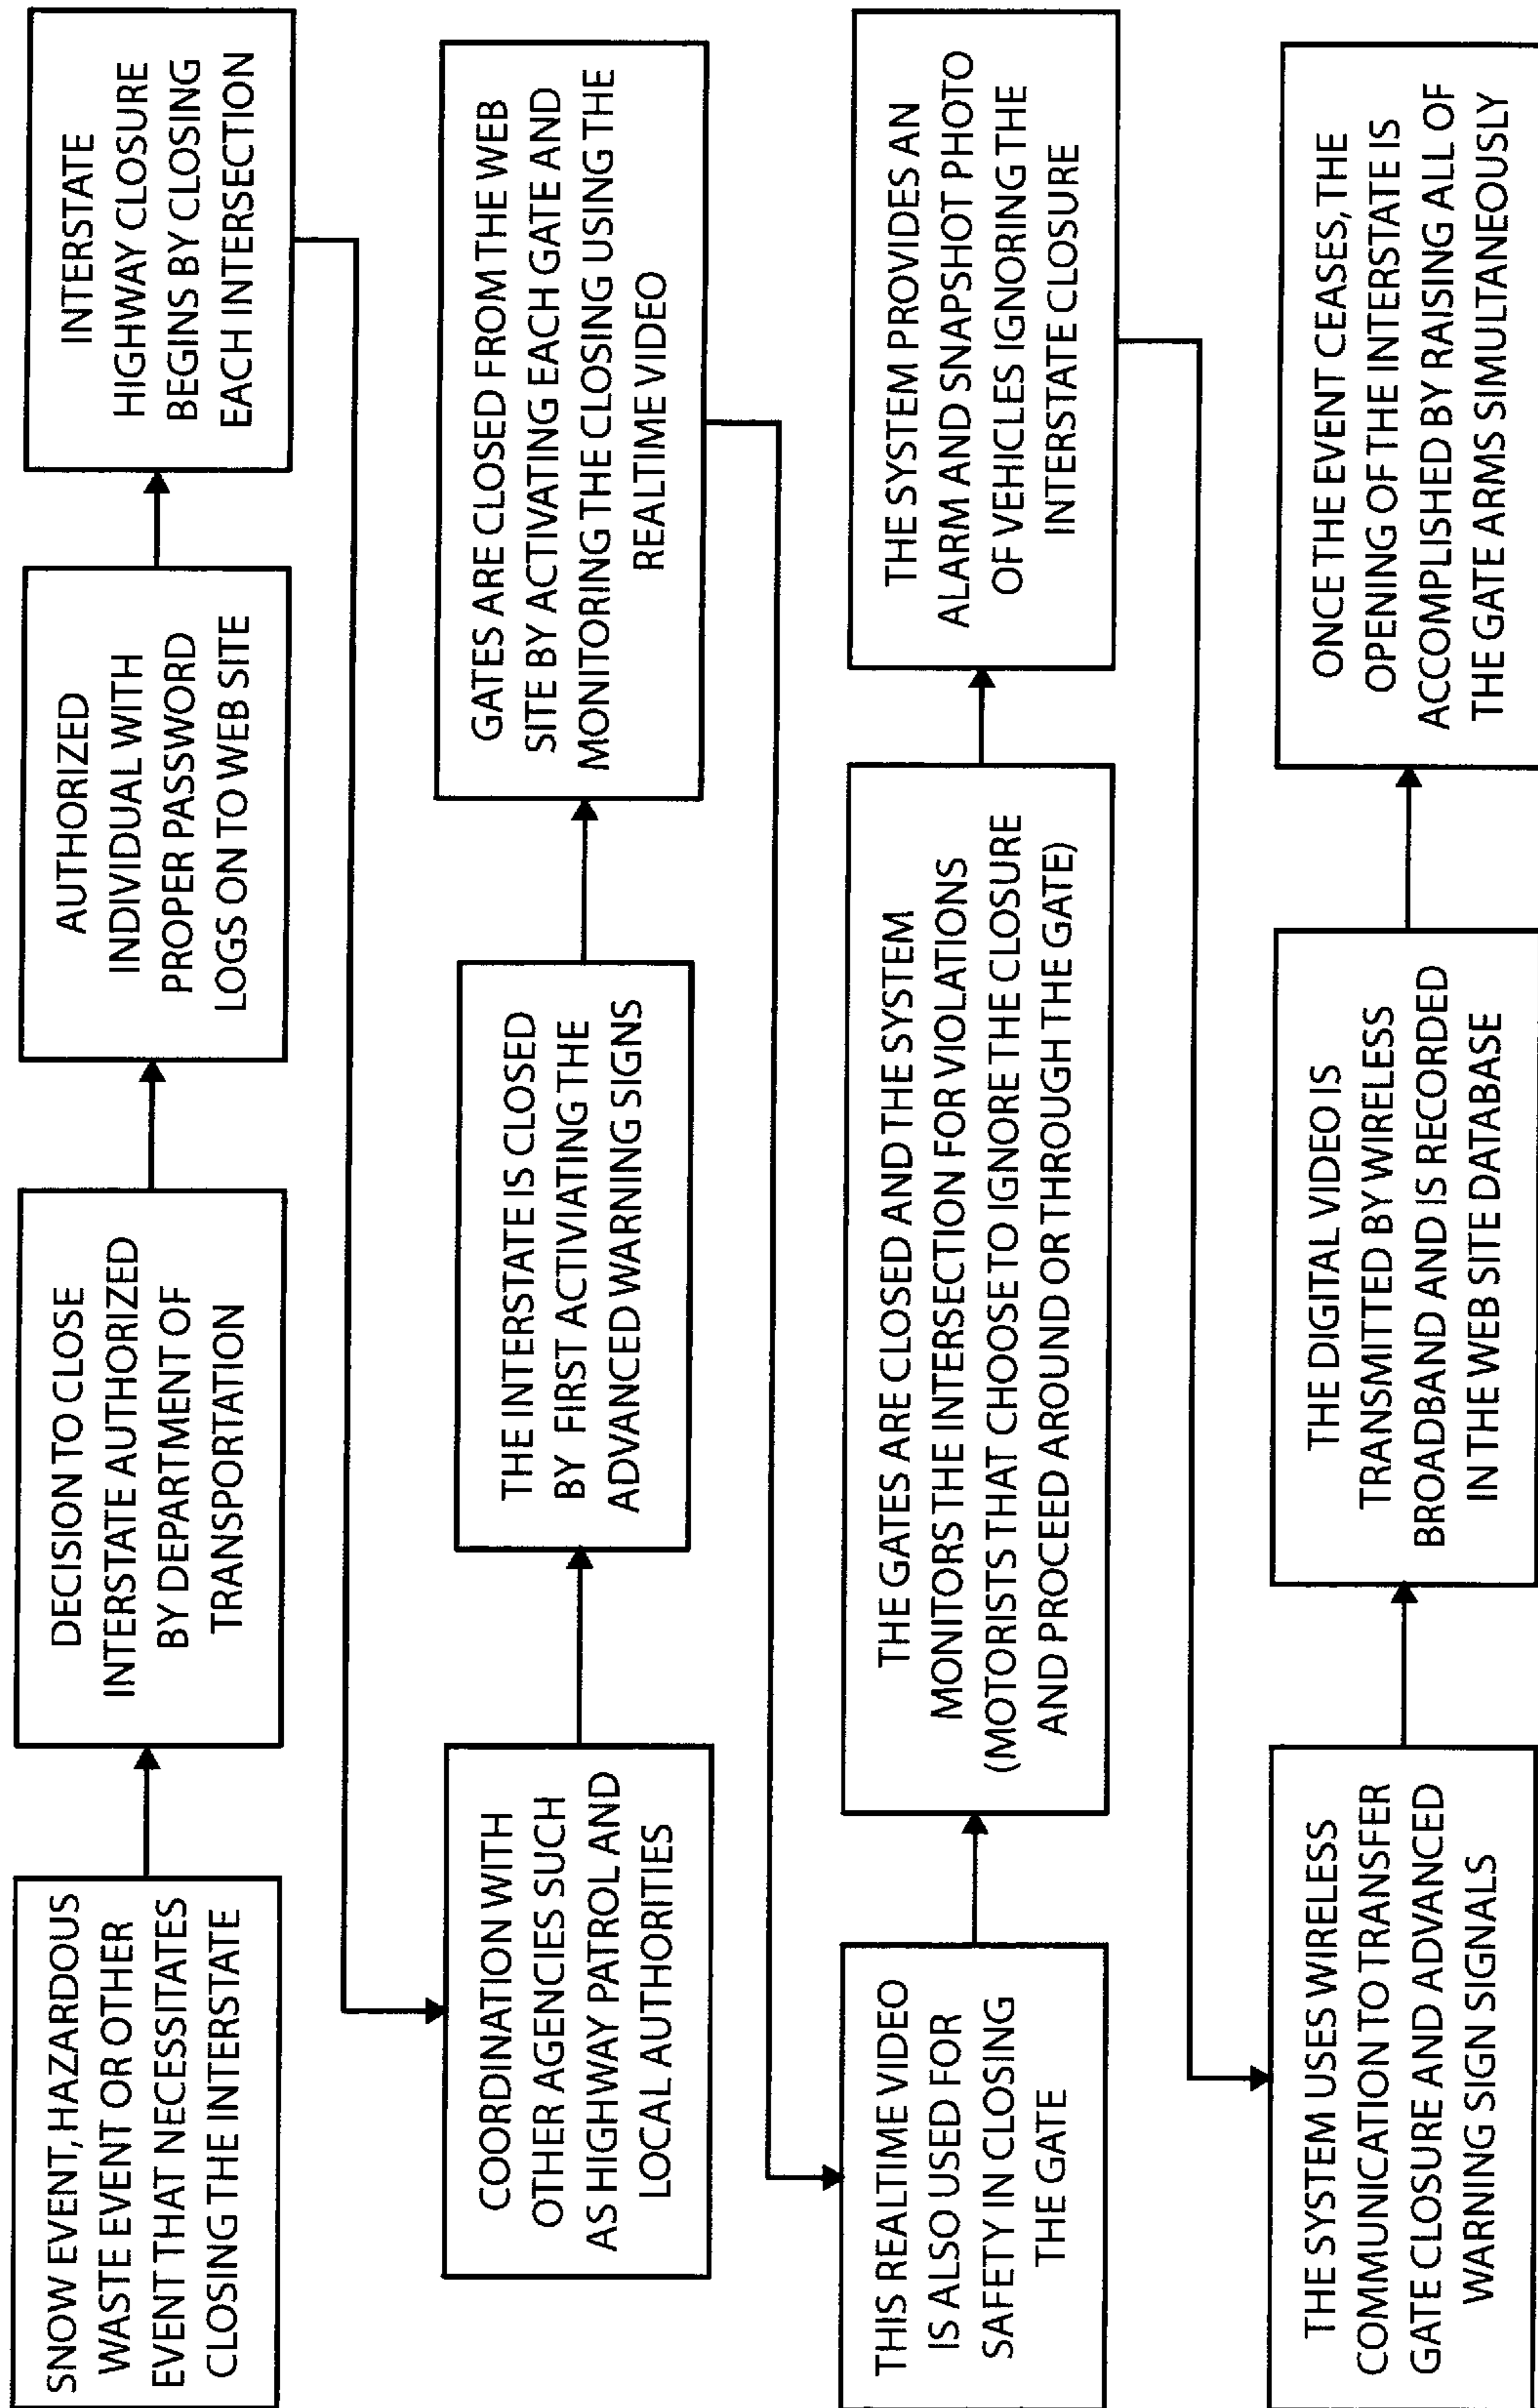 SNOW EVENT, HAZARDOUS
WASTE EVENT OR OTHER
EVENT THAT NECESSITATES
CLOSING THE INTERSTATE
DECISION TO CLOSE
INTERSTATE AUTHORIZED
BY DEPARTMENT OF
TRANSPORTATION
AUTHORIZED
INDIVIDUAL WITH
PROPER PASSWORD
LOGS ON TO WEB SITE
INTERSTATE
HIGHWAY CLOSURE
BEGINS BY CLOSING
EACH INTERSECTION
COORDINATION WITH
OTHER AGENCIES SUCH
AS HIGHWAY PATROL AND
LOCAL AUTHORITIES
THE INTERSTATE IS CLOSED
BY FIRST ACTIVIATING THE
ADVANCED WARNING SIGNS
GATES ARE CLOSED FROM THE WEB
SITE BY ACTIVATING EACH GATE AND
MONITORING THE CLOSING USING THE
REALTIME VIDEO
THIS REALTIME VIDEO
IS ALSO USED FOR
SAFETY IN CLOSING
THE GATE
THE GATES ARE CLOSED AND THE SYSTEM
MONITORS THE INTERSECTION FOR VIOLATIONS
(MOTORISTS THAT CHOOSE TO IGNORE THE CLOSURE
AND PROCEED AROUND OR THROUGH THE GATE)
THE SYSTEM PROVIDES AN
ALARM AND SNAPSHOT PHOTO
OF VEHICLES IGNORING THE
INTERSTATE CLOSURE
THE SYSTEM USES WIRELESS
COMMUNICATION TO TRANSFER
GATE CLOSURE AND ADVANCED
WARNING SIGN SIGNALS
THE DIGITAL VIDEO IS
TRANSMITTED BY WIRELESS
BROADBAND AND IS RECORDED
IN THE WEB SITE DATABASE
ONCE THE EVENT CEASES, THE
OPENING OF THE INTERSTATE IS
ACCOMPLISHED BY RAISING ALL OF
THE GATE ARMS SIMULTANEOUSLY